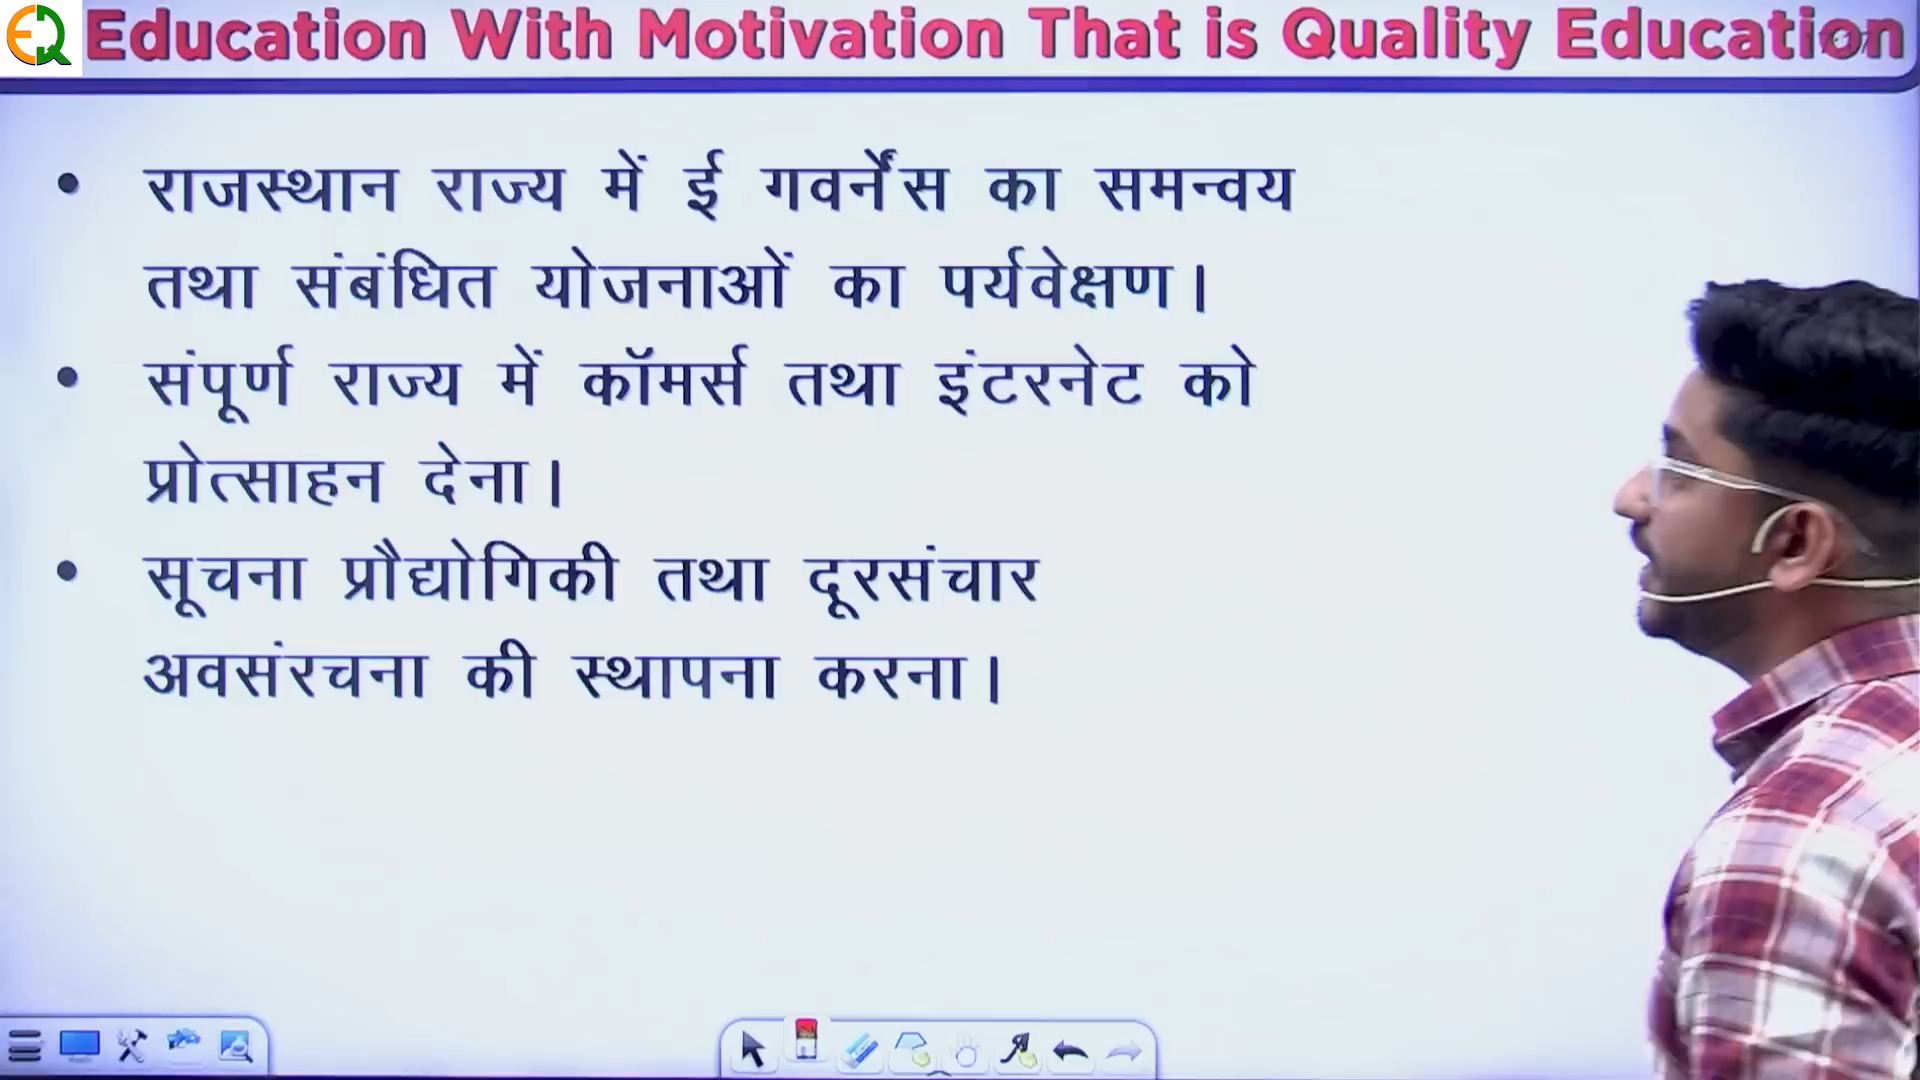 EQ
Education With Motivation That is Quality Education
• राजस्थान राज्य में ई गवर्नेंस का समन्वय
तथा संबंधित योजनाओं का पर्यवेक्षण।
• संपूर्ण राज्य में कॉमर्स तथा इंटरनेट को
प्रोत्साहन देना।
• सूचना प्रौद्योगिकी तथा दूरसंचार
अवसंरचना की स्थापना करना।